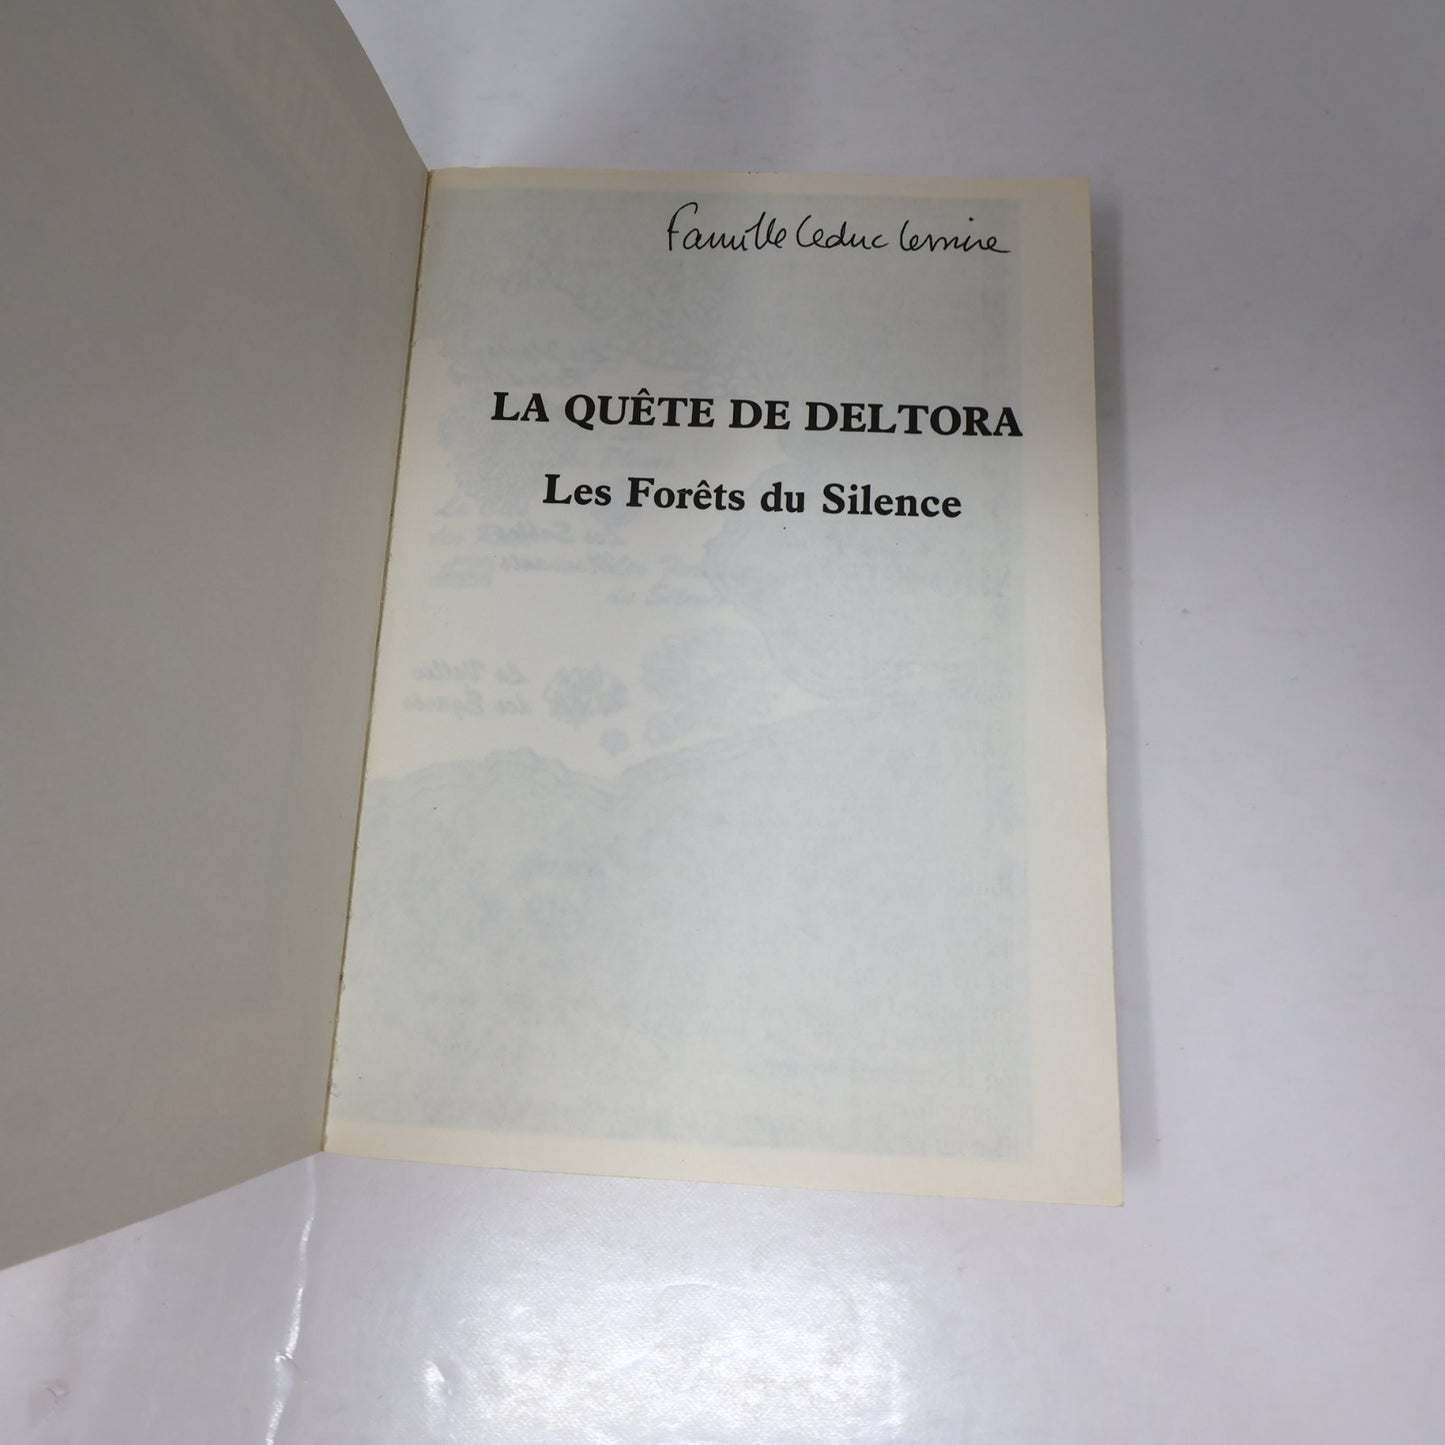 Famille Leduc Lemire
LA QUÊTE DE DELTORA
Les Forêts du Silence